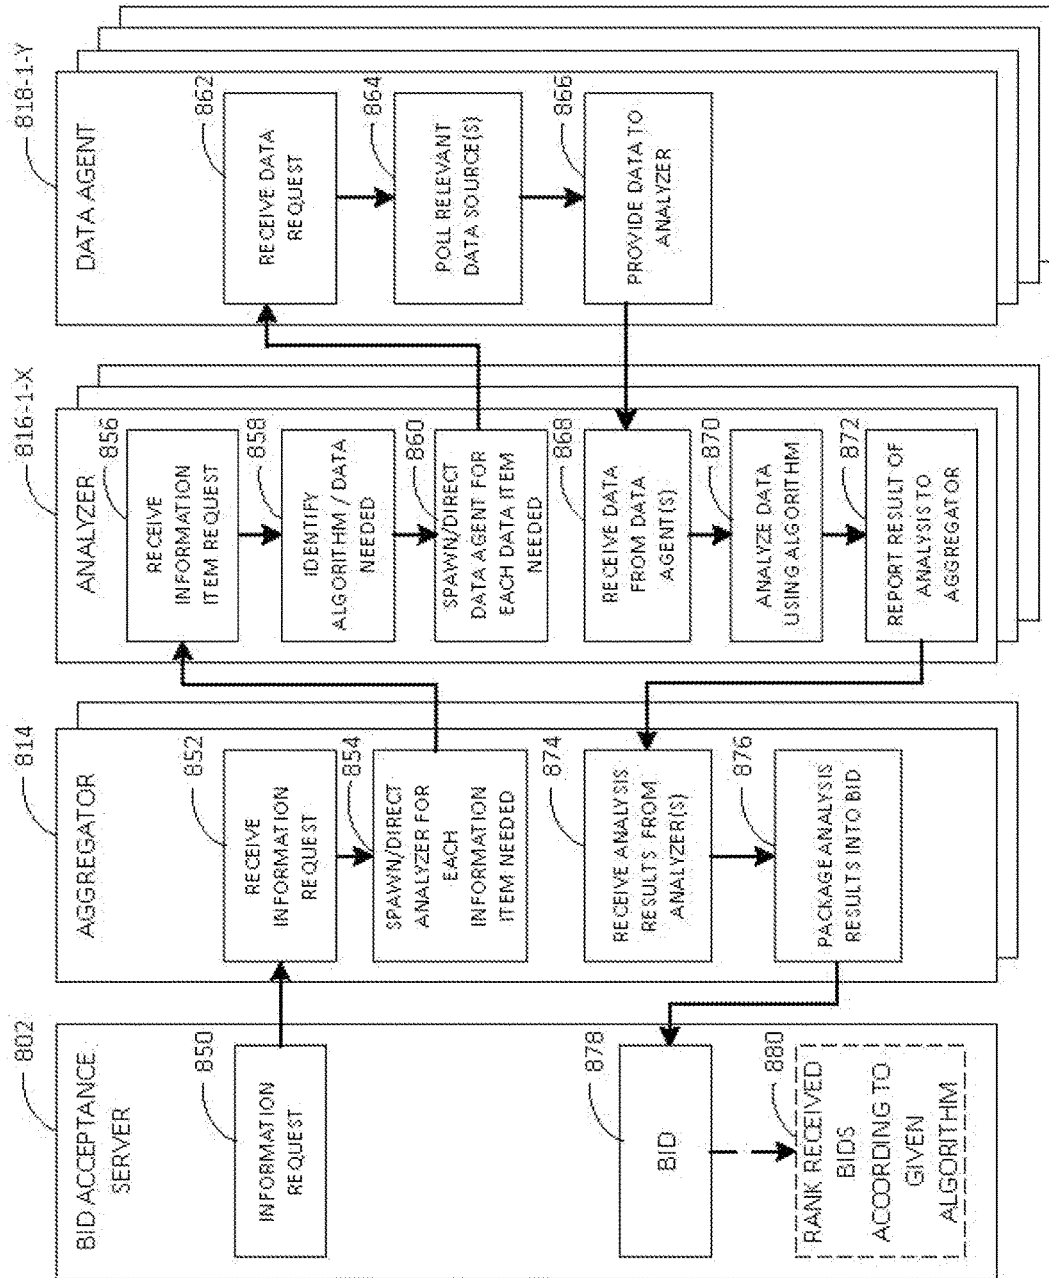 802
BID ACCEPTANCE
SERVER
850
INFORMATION
REQUEST
878
BID
880
RANK RECEIVED
BIDS
ACCORDING TO
GIVEN
ALGORITHM
814
AGGREGATOR
852
RECEIVE
INFORMATION
REQUEST
854
SPAWN/DIRECT
ANALYZER FOR
EACH
INFORMATION
ITEM NEEDED
874
RECEIVE ANALYSIS
RESULTS FROM
ANALYZER(S)
876
PACKAGE ANALYSIS
RESULTS INTO BID
816-1-X
ANALYZER
856
RECEIVE
INFORMATION
ITEM REQUEST
858
IDENTIFY
ALGORITHM / DATA
NEEDED
860
SPAWN/DIRECT
DATA AGENT FOR
EACH DATA ITEM
NEEDED
868
RECEIVE DATA
FROM DATA
AGENT(S)
870
ANALYZE DATA
USING ALGORITHM
872
REPORT RESULT OF
ANALYSIS TO
AGGREGATOR
818-1-Y
DATA AGENT
862
RECEIVE DATA
REQUEST
864
POLL RELEVANT
DATA SOURCE(S)
866
PROVIDE DATA TO
ANALYZER